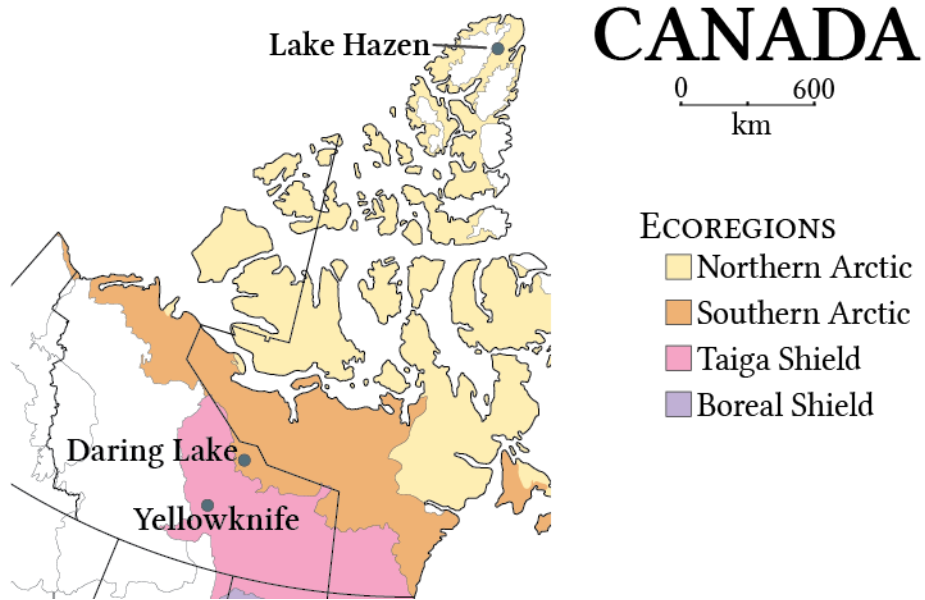 CANADA
0 600
km
Lake Hazen
ECOREGIONS
Northern Arctic
Southern Arctic
Taiga Shield
Boreal Shield
Daring Lake
Yellowknife